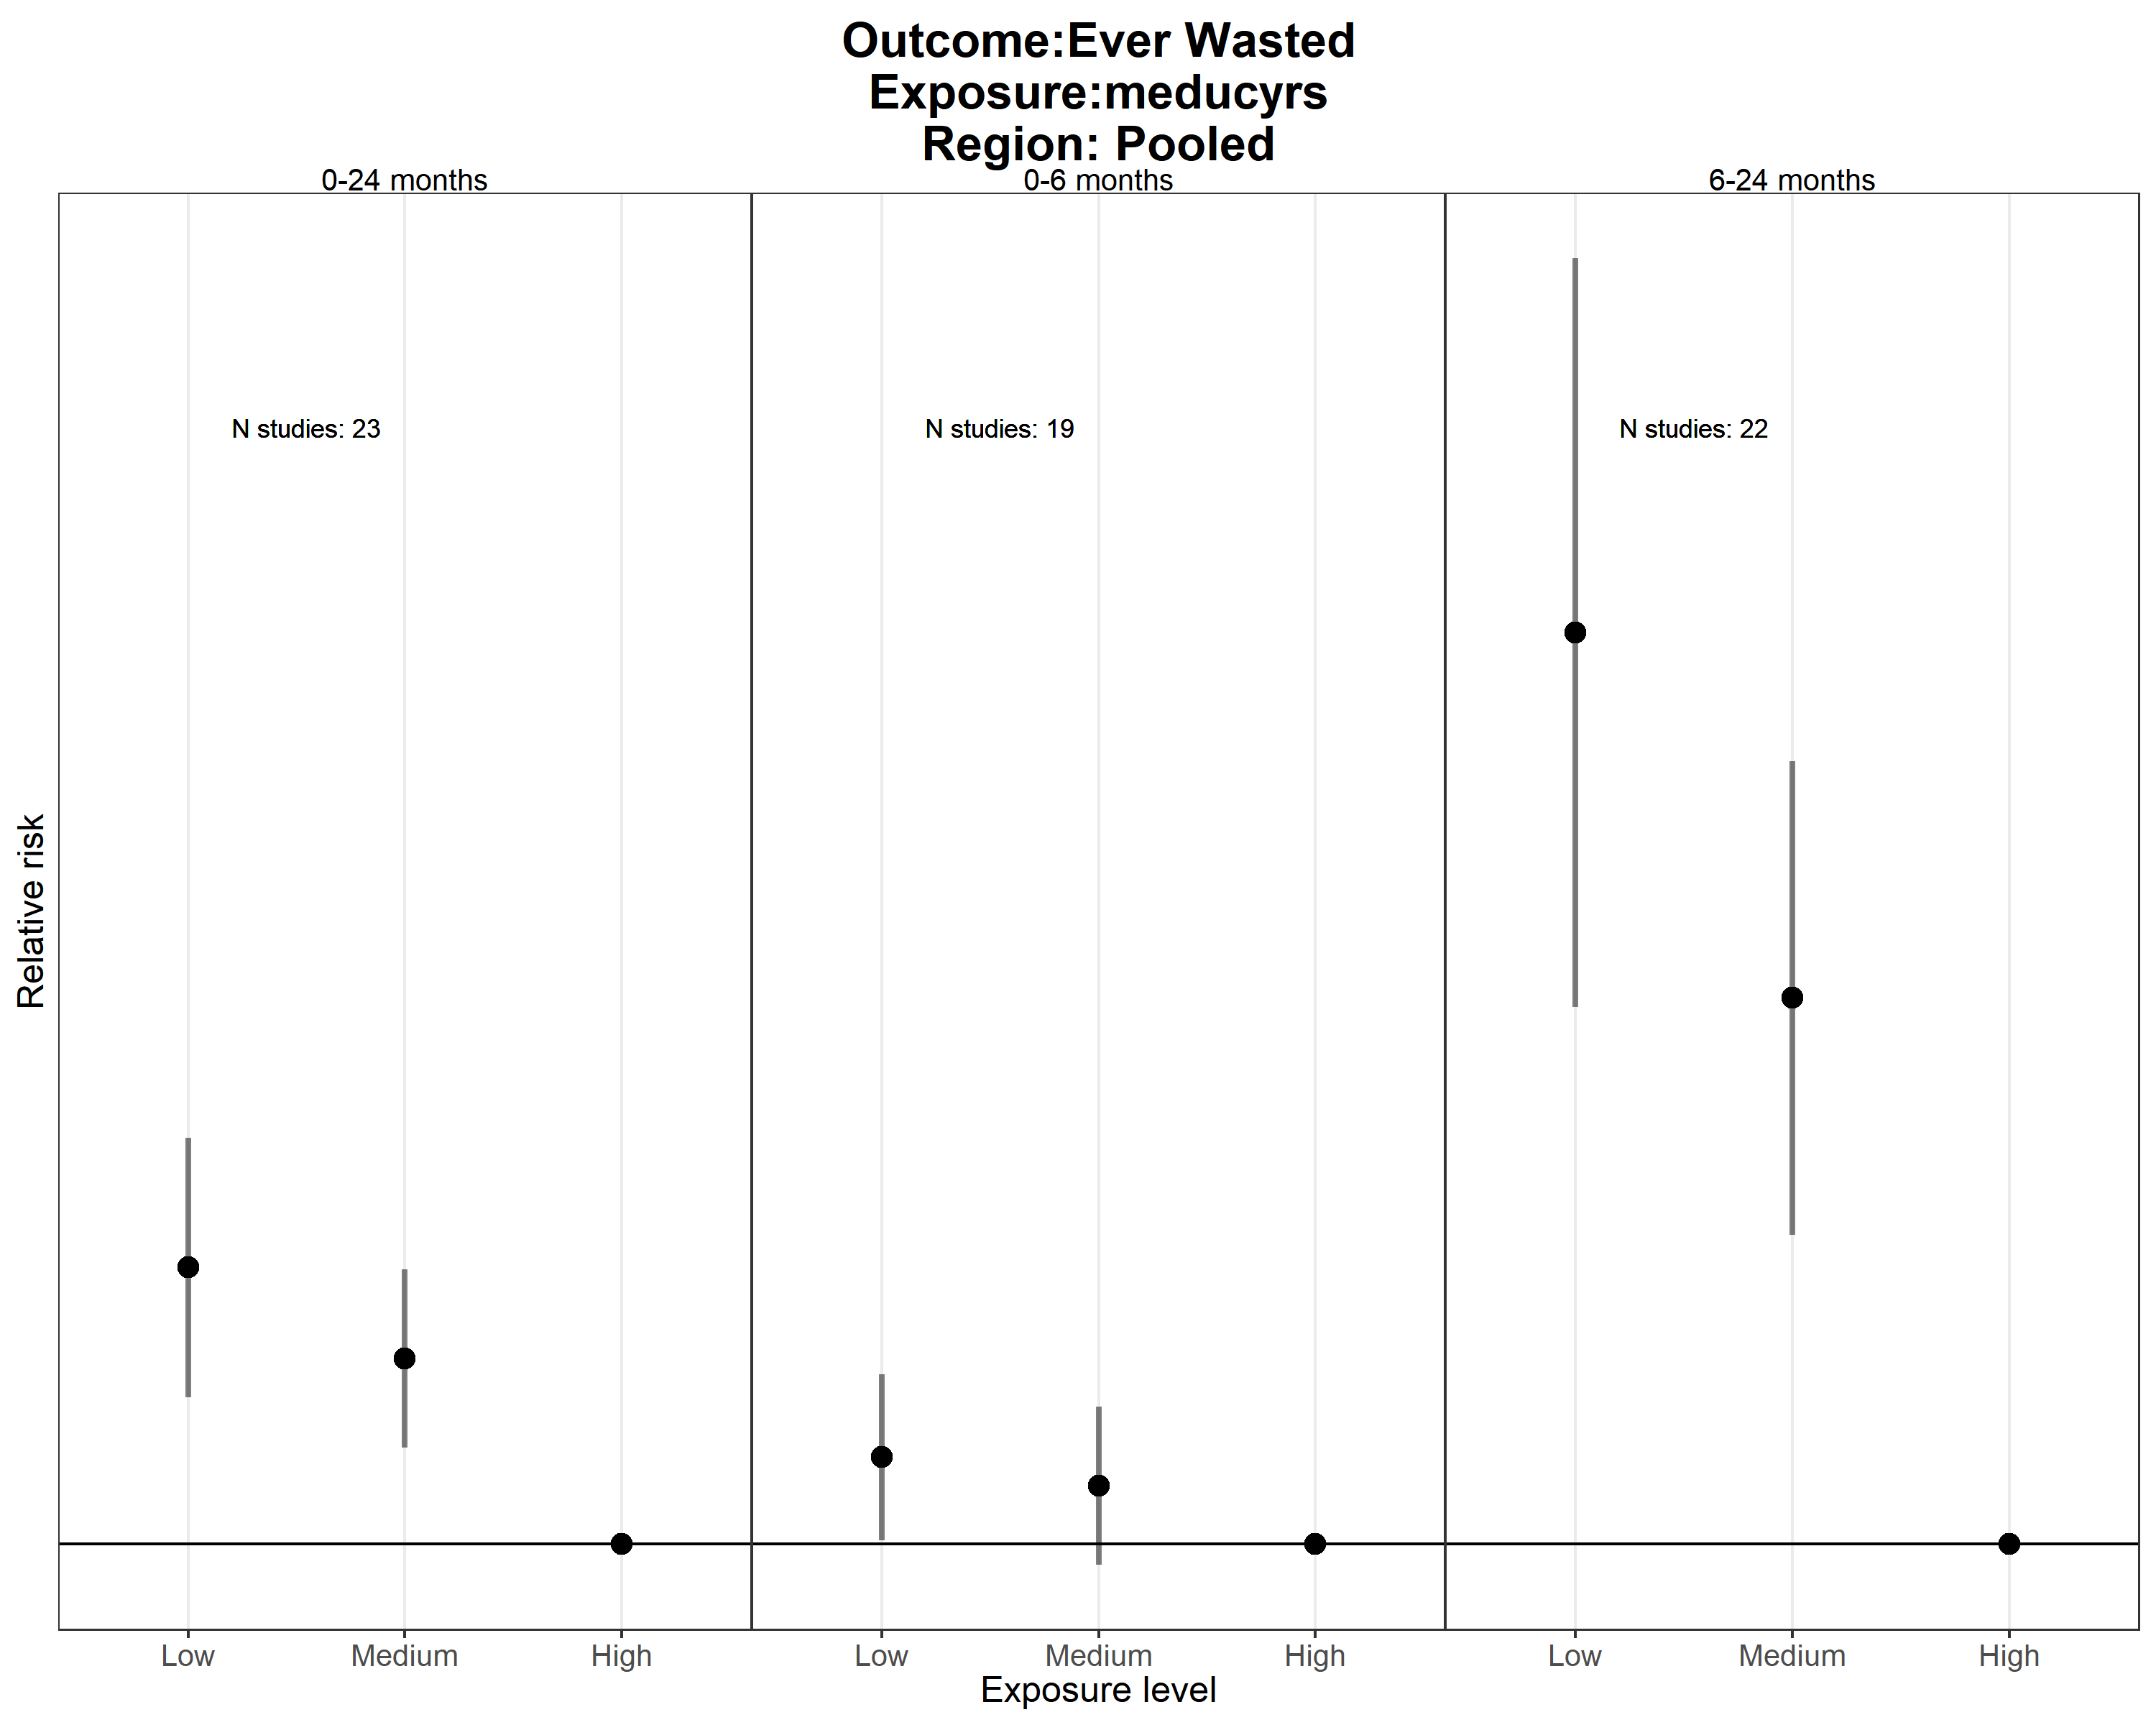 Outcome:Ever Wasted
Exposure:meducyrs
Region: Pooled
0-24 months
0-6 months
6-24 months
N studies: 23
N studies: 19
N studies: 22
Relative risk
Low
Medium
High
Low
Medium
High
Low
Medium
High
Exposure level